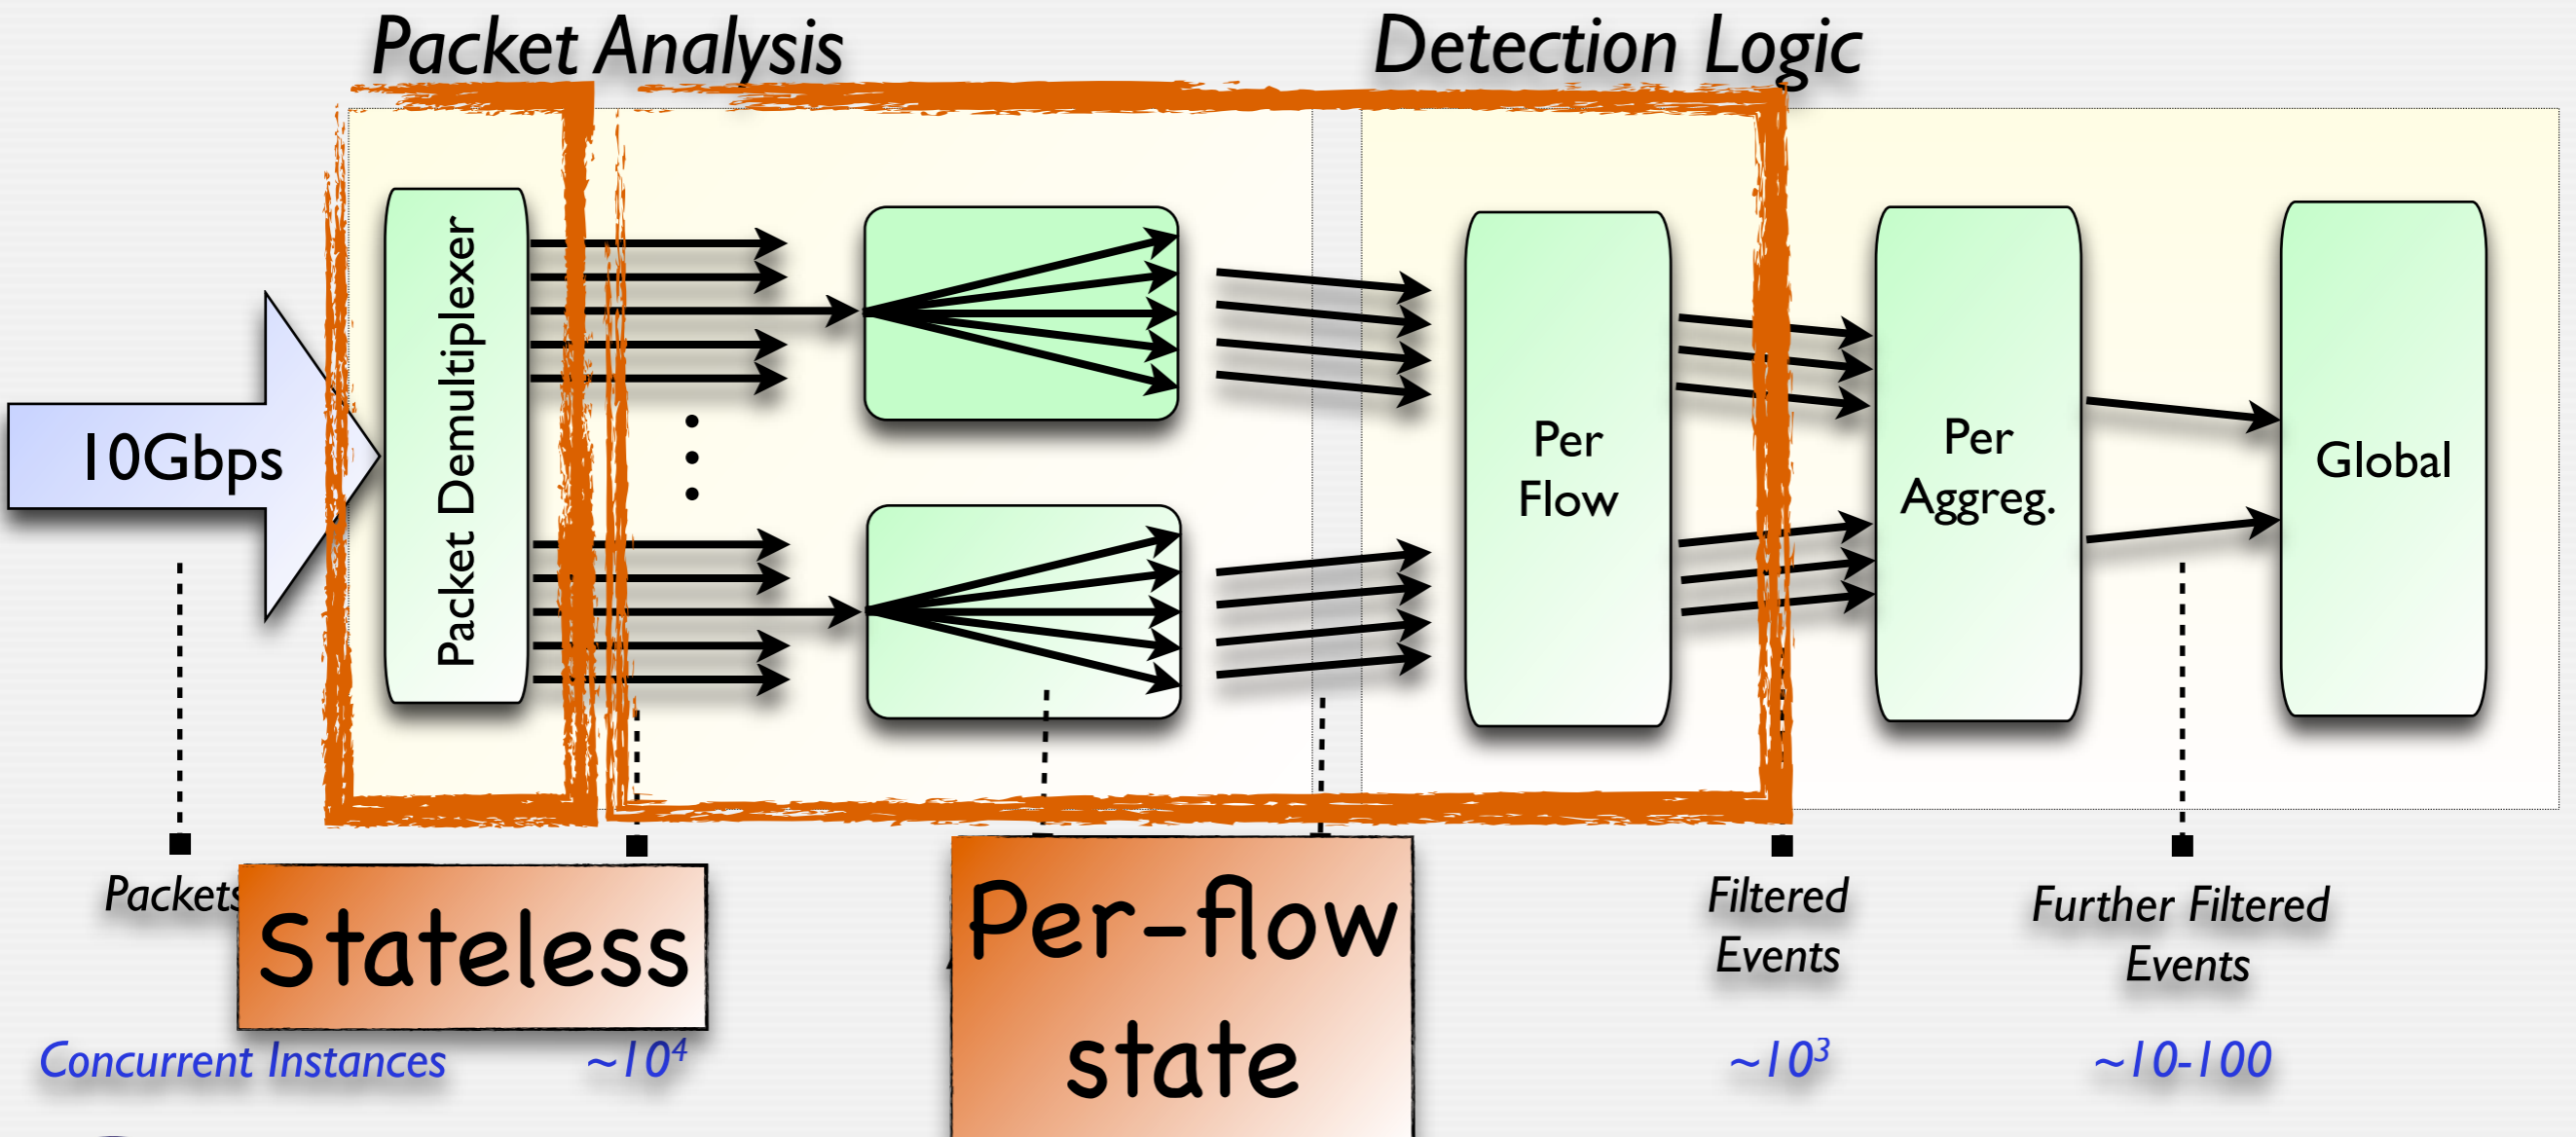 Packet Analysis
Detection Logic
10Gbps
Packet Demultiplexer
Per
Flow
Per
Aggreg.
Global
Packets
Stateless
Per-flow
state
Filtered
Events
Further Filtered
Events
Concurrent Instances
~10⁴
~10³
~10-100